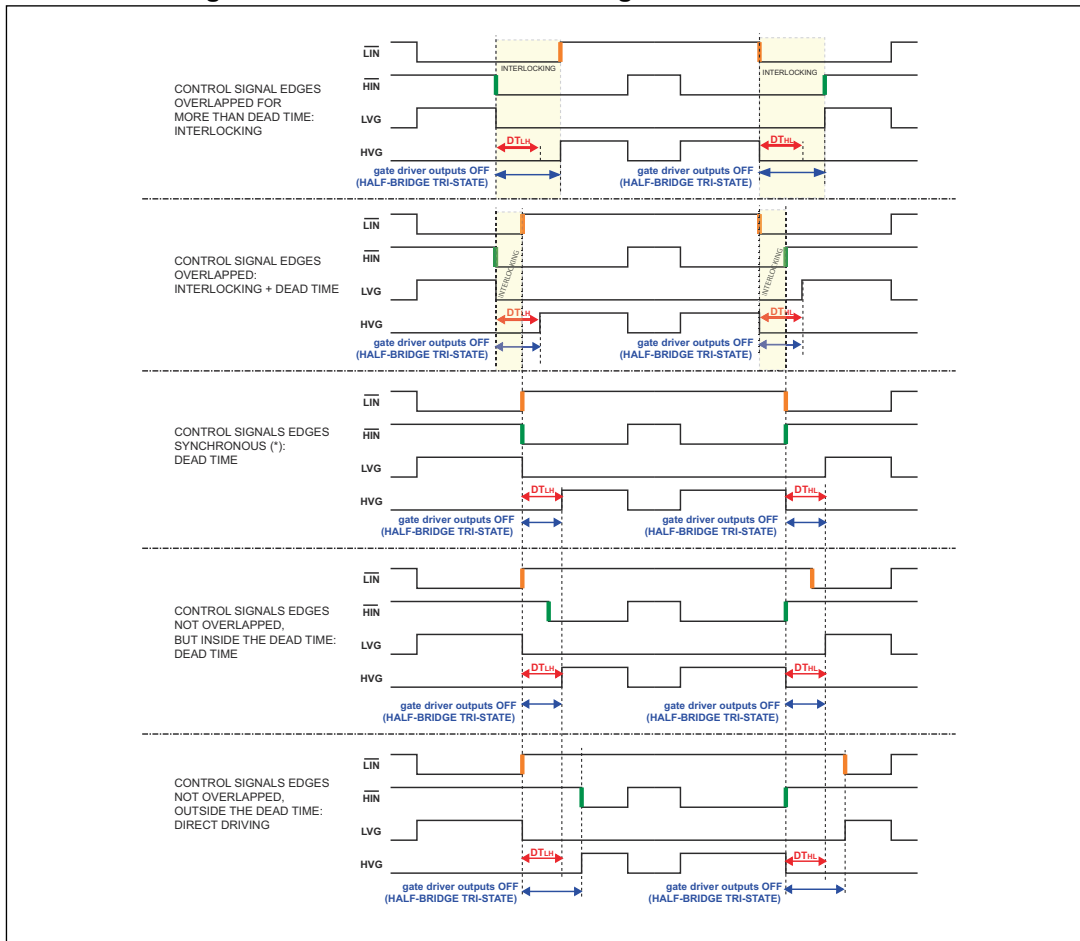 LIN
INTERLOCKING
INTERLOCKING
HIN
CONTROL SIGNAL EDGES
OVERLAPPED FOR
MORE THAN DEAD TIME:
INTERLOCKING
LVG
DTLH
DTHL
HVG
gate driver outputs OFF
(HALF-BRIDGE TRI-STATE)
gate driver outputs OFF
(HALF-BRIDGE TRI-STATE)
LIN
HIN
INTERLOCKING
INTERLOCKING
CONTROL SIGNAL EDGES
OVERLAPPED:
INTERLOCKING + DEAD TIME
LVG
DTLH
DTHL
HVG
gate driver outputs OFF
(HALF-BRIDGE TRI-STATE)
gate driver outputs OFF
(HALF-BRIDGE TRI-STATE)
LIN
HIN
CONTROL SIGNALS EDGES
SYNCHRONOUS (*):
DEAD TIME
LVG
DTLH
DTHL
HVG
gate driver outputs OFF
(HALF-BRIDGE TRI-STATE)
gate driver outputs OFF
(HALF-BRIDGE TRI-STATE)
LIN
HIN
CONTROL SIGNALS EDGES
NOT OVERLAPPED,
BUT INSIDE THE DEAD TIME:
DEAD TIME
LVG
DTLH
DTHL
HVG
gate driver outputs OFF
(HALF-BRIDGE TRI-STATE)
gate driver outputs OFF
(HALF-BRIDGE TRI-STATE)
LIN
HIN
CONTROL SIGNALS EDGES
NOT OVERLAPPED,
OUTSIDE THE DEAD TIME:
DIRECT DRIVING
LVG
DTLH
DTHL
HVG
gate driver outputs OFF
(HALF-BRIDGE TRI-STATE)
gate driver outputs OFF
(HALF-BRIDGE TRI-STATE)